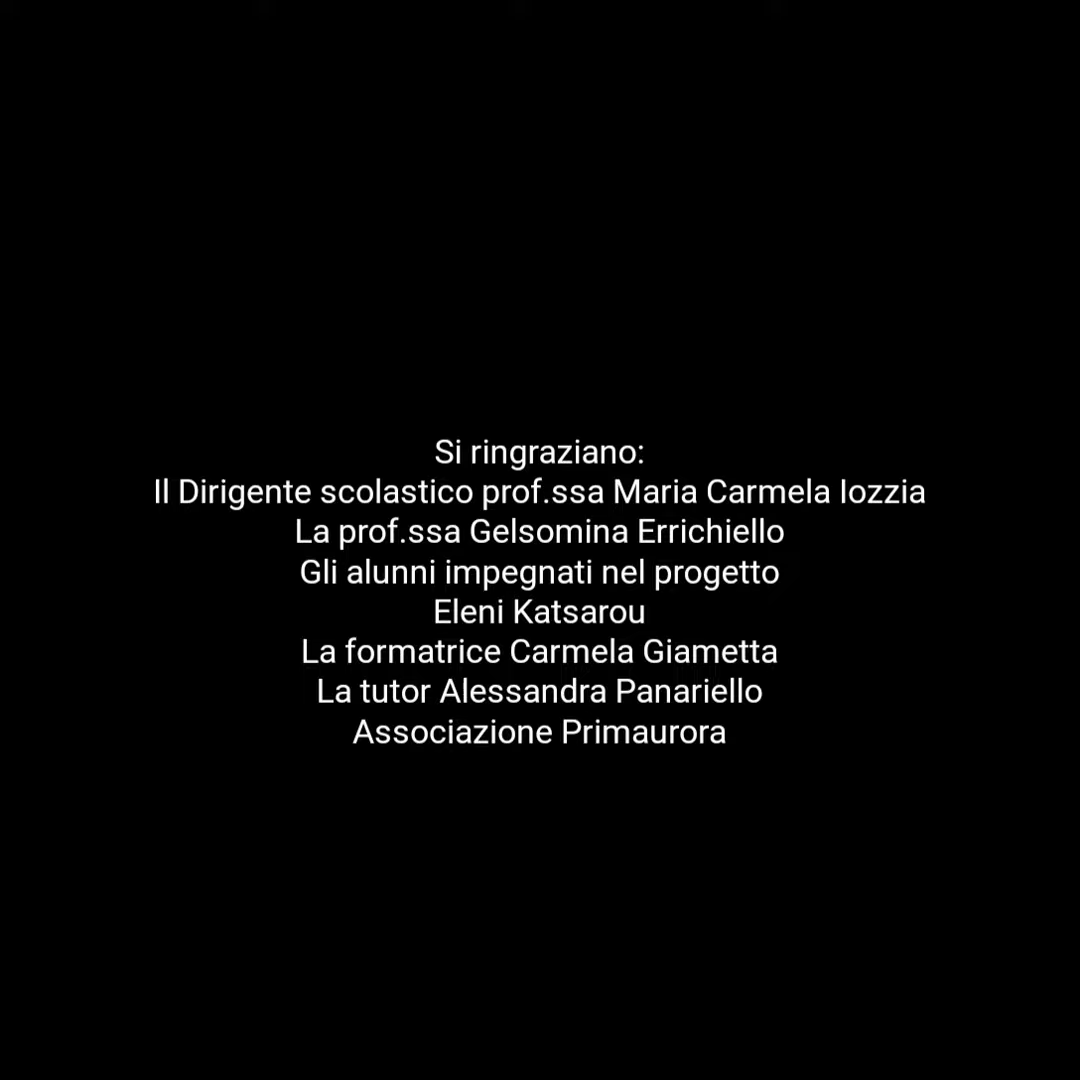 Si ringraziano:
Il Dirigente scolastico prof.ssa Maria Carmela Iozzia
La prof.ssa Gelsomina Errichiello
Gli alunni impegnati nel progetto
Eleni Katsarou
La formatrice Carmela Giametta
La tutor Alessandra Panariello
Associazione Primaurora